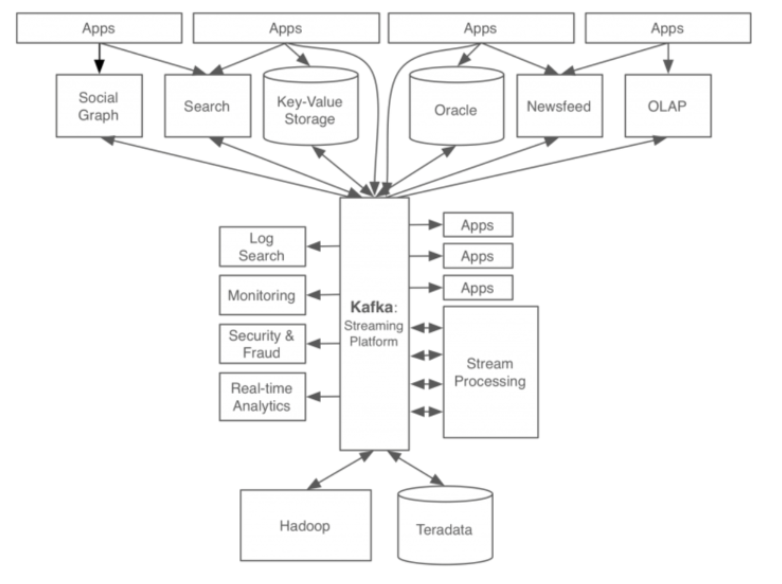 Apps
Apps
Apps
Apps
Social
Graph
Search
Key-Value
Storage
Oracle
Newsfeed
OLAP
Log
Search
Monitoring
Security &
Fraud
Real-time
Analytics
Kafka:
Streaming
Platform
Apps
Apps
Apps
Stream
Processing
Hadoop
Teradata